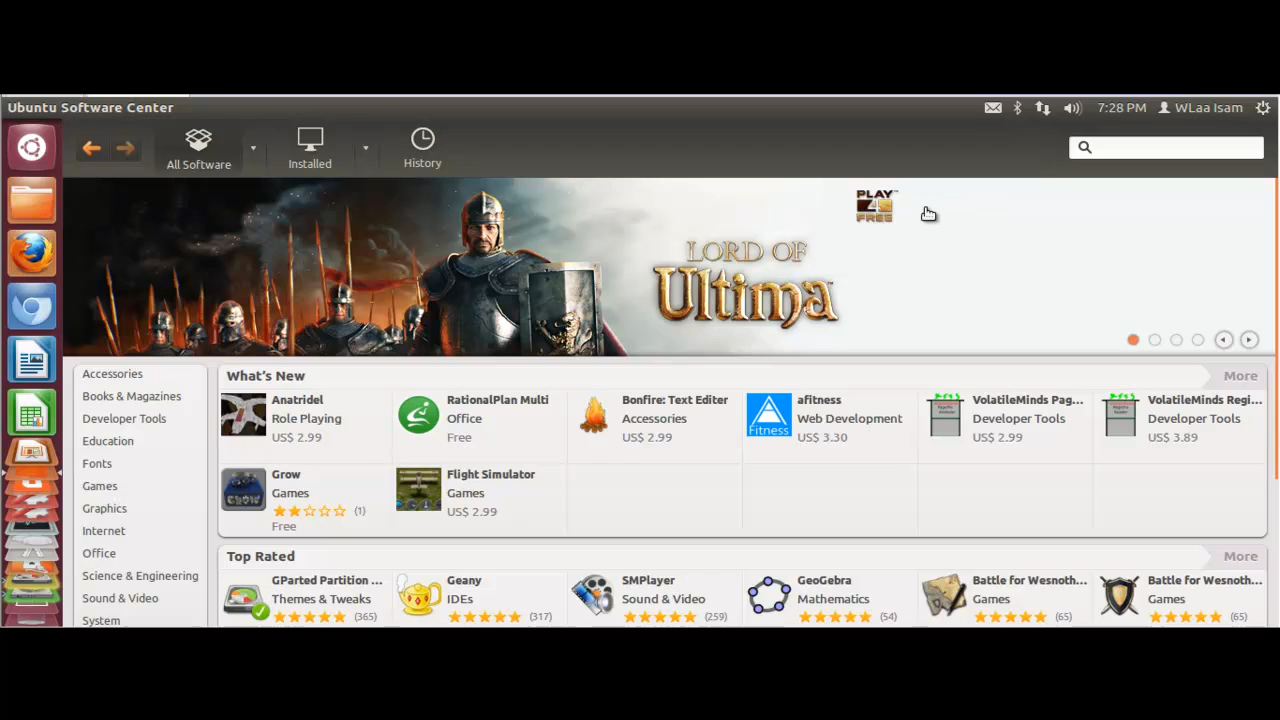 Ubuntu Software Center
7:28 PM
WLaa Isam
All Software
Installed
History
PLAY
4
FREE
LORD OF
Ultima
Accessories
Books & Magazines
Developer Tools
Education
Fonts
Games
Graphics
Internet
Office
Science & Engineering
Sound & Video
System
What's New
More
Anatridel
Role Playing
US$ 2.99
RationalPlan Multi
Office
Free
Bonfire: Text Editor
Accessories
US$ 2.99
Fitness
afitness
Web Development
US$ 3.30
VolatileMinds Pag...
Developer Tools
US$ 2.99
VolatileMinds Regi...
Developer Tools
US$ 3.89
GROW
Grow
Games
(1)
Free
Flight Simulator
Games
US$ 2.99
Top Rated
More
GParted Partition ...
Themes & Tweaks
(365)
Geany
IDEs
(317)
SMPlayer
Sound & Video
(259)
GeoGebra
Mathematics
(54)
Battle for Wesnoth...
Games
(65)
Battle for Wesnoth...
Games
(65)